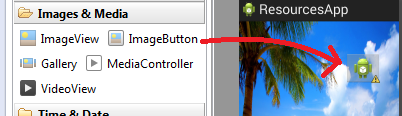 Images & Media
ImageView ImageButton
Gallery MediaController
VideoView
Time & Date
ResourcesApp